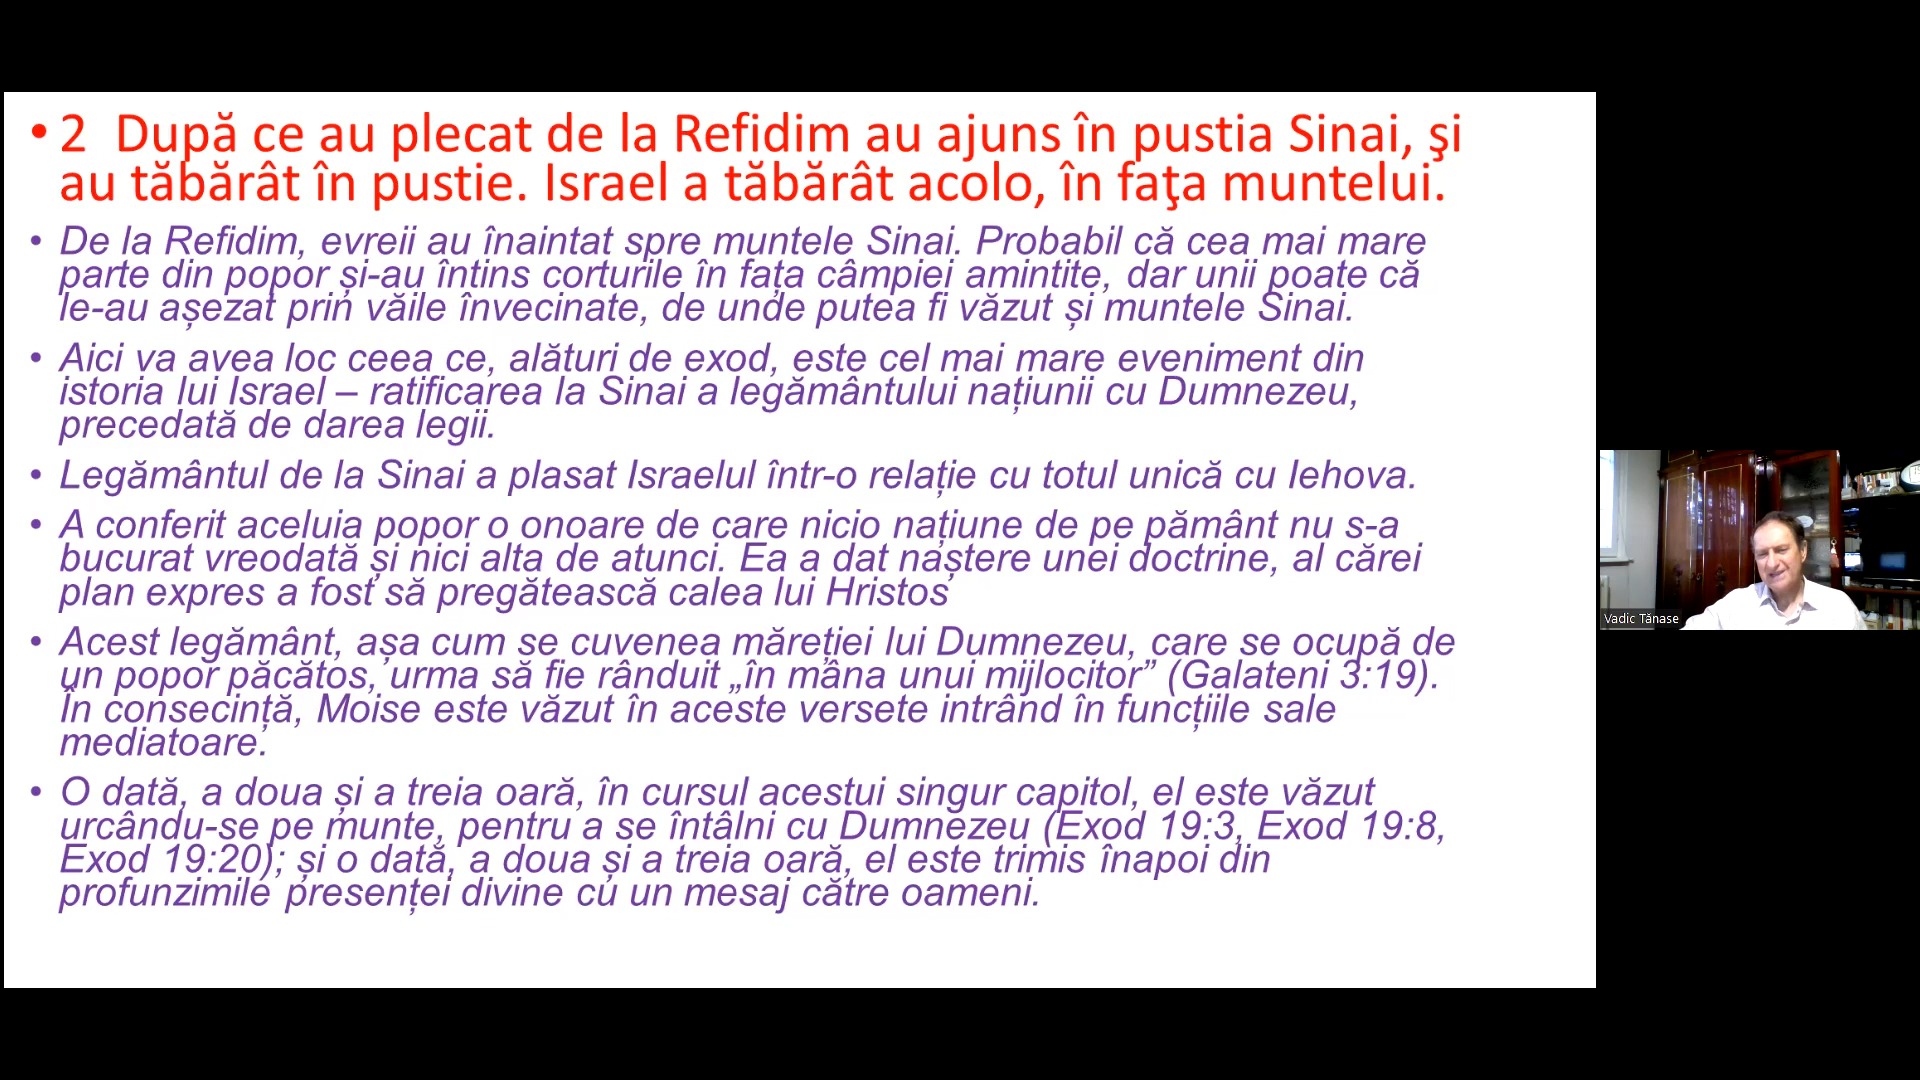 • 2 După ce au plecat de la Refidim au ajuns în pustia Sinai, şi
au tăbărât în pustie. Israel a tăbărât acolo, în faţa muntelui.
• De la Refidim, evreii au înaintat spre muntele Sinai. Probabil că cea mai mare
parte din popor și-au întins corturile în fața câmpiei amintite, dar unii poate că
le-au așezat prin văile învecinate, de unde putea fi văzut și muntele Sinai.
• Aici va avea loc ceea ce, alături de exod, este cel mai mare eveniment din
istoria lui Israel – ratificarea la Sinai a legământului națiunii cu Dumnezeu,
precedată de darea legii.
• Legământul de la Sinai a plasat Israelul într-o relație cu totul unică cu Iehova.
• A conferit aceluia popor o onoare de care nicio națiune de pe pământ nu s-a
bucurat vreodată și nici alta de atunci. Ea a dat naștere unei doctrine, al cărei
plan expres a fost să pregătească calea lui Hristos
• Acest legământ, așa cum se cuvenea măreției lui Dumnezeu, care se ocupă de
un popor păcătos, urma să fie rânduit „în mâna unui mijlocitor” (Galateni 3:19).
În consecință, Moise este văzut în aceste versete intrând în funcțiile sale
mediatoare.
• O dată, a doua și a treia oară, în cursul acestui singur capitol, el este văzut
urcându-se pe munte, pentru a se întâlni cu Dumnezeu (Exod 19:3, Exod 19:8,
Exod 19:20); și o dată, a doua și a treia oară, el este trimis înapoi din
profunzimile presenței divine cu un mesaj către oameni.
Vadic Tănase